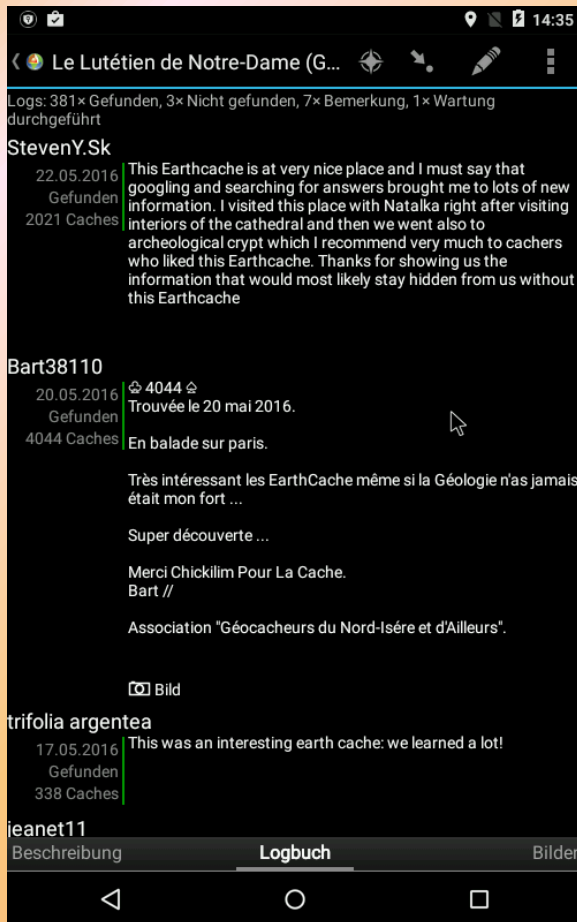 14:35
Le Lutétien de Notre-Dame (G...
Logs: 381× Gefunden, 3× Nicht gefunden, 7× Bemerkung, 1× Wartung
durchgeführt
StevenY.Sk
22.05.2016
Gefunden
2021 Caches
This Earthcache is at very nice place and I must say that
googling and searching for answers brought me to lots of new
information. I visited this place with Natalka right after visiting
interiors of the cathedral and then we went also to
archeological crypt which I recommend very much to cachers
who liked this Earthcache. Thanks for showing us the
information that would most likely stay hidden from us without
this Earthcache
Bart38110
20.05.2016
Gefunden
4044 Caches
♧ 4044 ♤
Trouvée le 20 mai 2016.
En balade sur paris.
Très intéressant les EarthCache même si la Géologie n'as jamais
était mon fort ...
Super découverte ...
Merci Chickilim Pour La Cache.
Bart //
Association "Géocacheurs du Nord-Isére et d'Ailleurs".
Bild
trifolia argentea
17.05.2016
Gefunden
338 Caches
This was an interesting earth cache: we learned a lot!
jeanet11
Beschreibung
Logbuch
Bilder